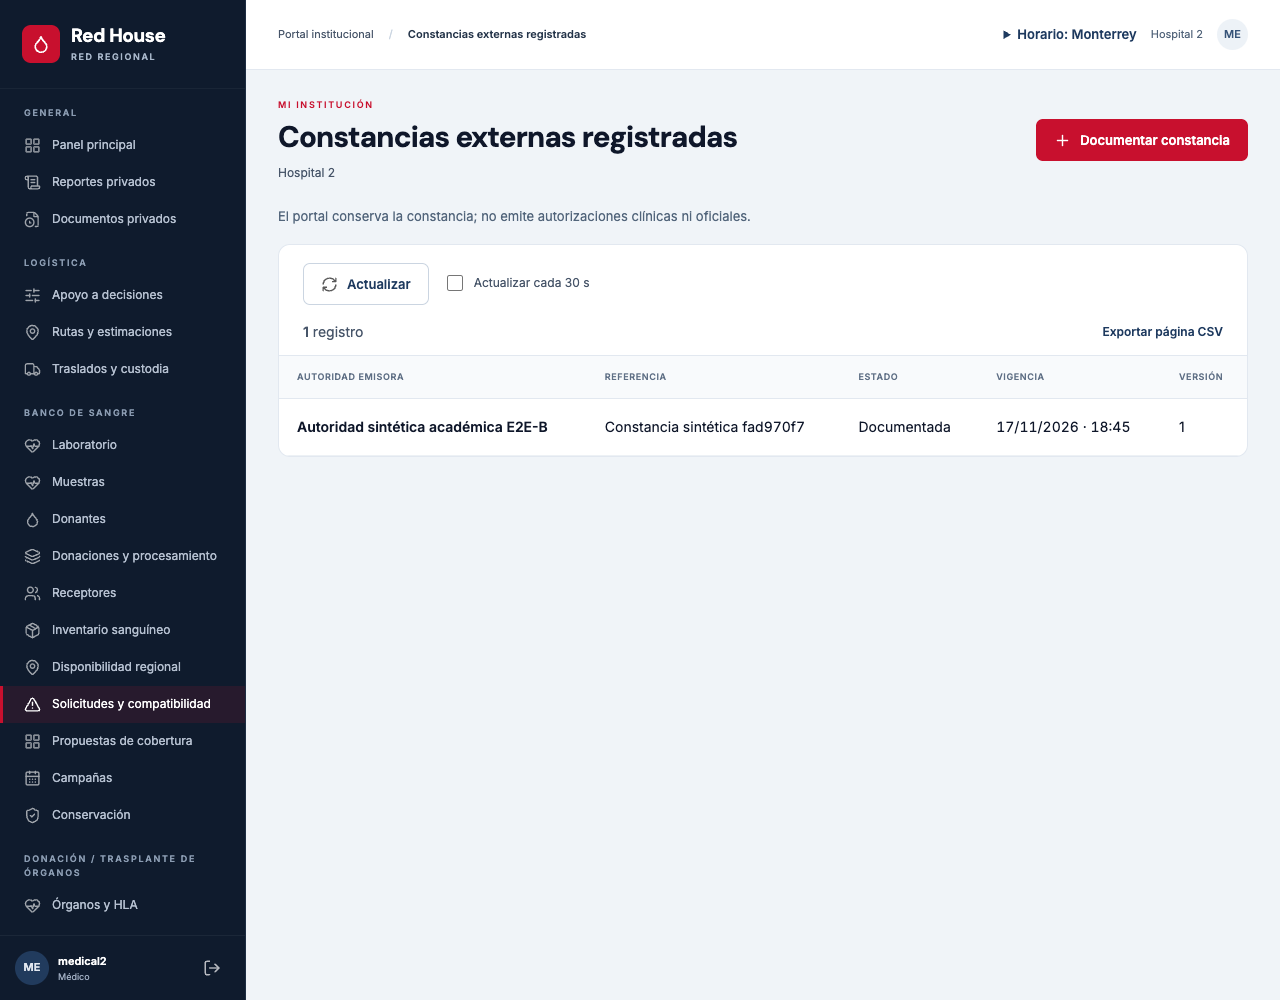 Red House
RED REGIONAL
GENERAL
Panel principal
Reportes privados
Documentos privados
LOGÍSTICA
Apoyo a decisiones
Rutas y estimaciones
Traslados y custodia
BANCO DE SANGRE
Laboratorio
Muestras
Donantes
Donaciones y procesamiento
Receptores
Inventario sanguíneo
Disponibilidad regional
Solicitudes y compatibilidad
Propuestas de cobertura
Campañas
Conservación
DONACIÓN / TRASPLANTE DE
ÓRGANOS
Órganos y HLA
ME
medical2
Médico
Portal institucional / Constancias externas registradas
Horario: Monterrey Hospital 2 ME
MI INSTITUCIÓN
Constancias externas registradas
Hospital 2
Documentar constancia
El portal conserva la constancia; no emite autorizaciones clínicas ni oficiales.
Actualizar Actualizar cada 30 s
1 registro Exportar página CSV
AUTORIDAD EMISORA REFERENCIA ESTADO VIGENCIA VERSIÓN
Autoridad sintética académica E2E-B Constancia sintética fad970f7 Documentada 17/11/2026 · 18:45 1